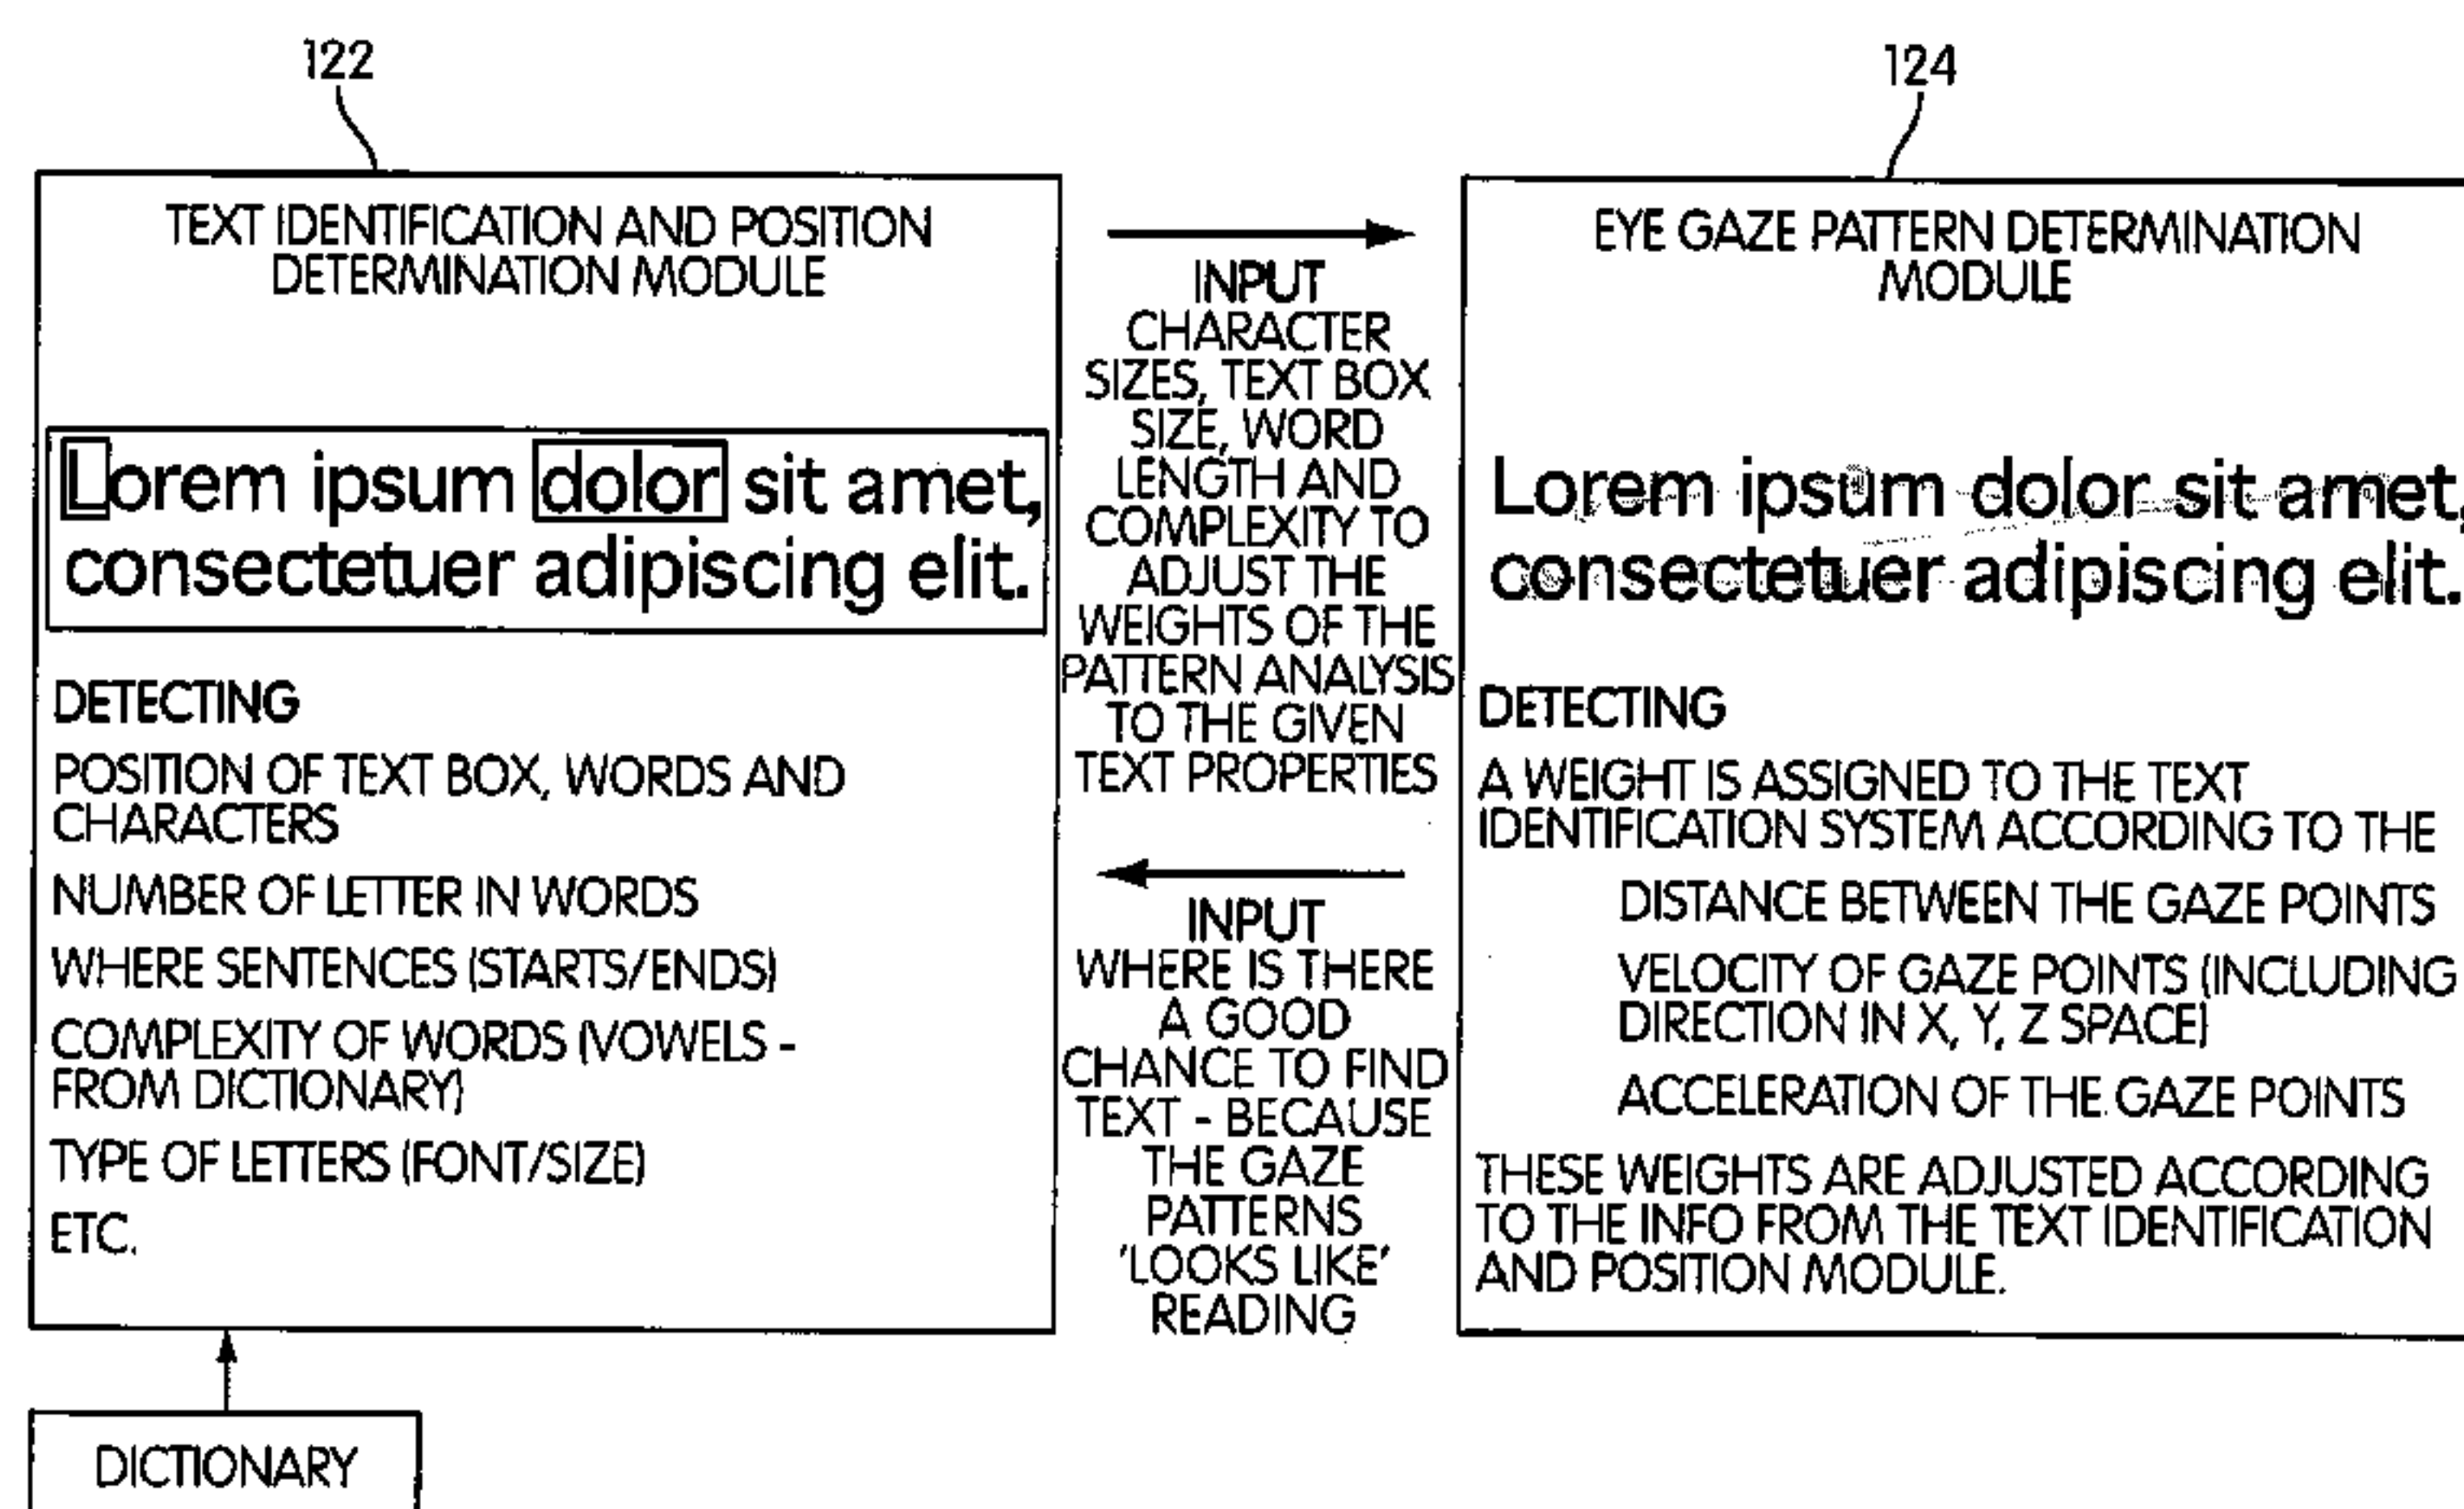 122
TEXT IDENTIFICATION AND POSITION
DETERMINATION MODULE
Lorem ipsum dolor sit amet,
consectetuer adipiscing elit.
DETECTING
POSITION OF TEXT BOX, WORDS AND
CHARACTERS
NUMBER OF LETTER IN WORDS
WHERE SENTENCES (STARTS/ENDS)
COMPLEXITY OF WORDS (VOWELS -
FROM DICTIONARY)
TYPE OF LETTERS (FONT/SIZE)
ETC.
DICTIONARY
INPUT
CHARACTER
SIZES, TEXT BOX
SIZE, WORD
LENGTH AND
COMPLEXITY TO
ADJUST THE
WEIGHTS OF THE
PATTERN ANALYSIS
TO THE GIVEN
TEXT PROPERTIES
INPUT
WHERE IS THERE
A GOOD
CHANCE TO FIND
TEXT - BECAUSE
THE GAZE
PATTERNS
'LOOKS LIKE'
READING
124
EYE GAZE PATTERN DETERMINATION
MODULE
Lorem ipsum dolor sit amet,
consectetuer adipiscing elit.
DETECTING
A WEIGHT IS ASSIGNED TO THE TEXT
IDENTIFICATION SYSTEM ACCORDING TO THE
DISTANCE BETWEEN THE GAZE POINTS
VELOCITY OF GAZE POINTS (INCLUDING
DIRECTION IN X, Y, Z SPACE)
ACCELERATION OF THE GAZE POINTS
THESE WEIGHTS ARE ADJUSTED ACCORDING
TO THE INFO FROM THE TEXT IDENTIFICATION
AND POSITION MODULE.